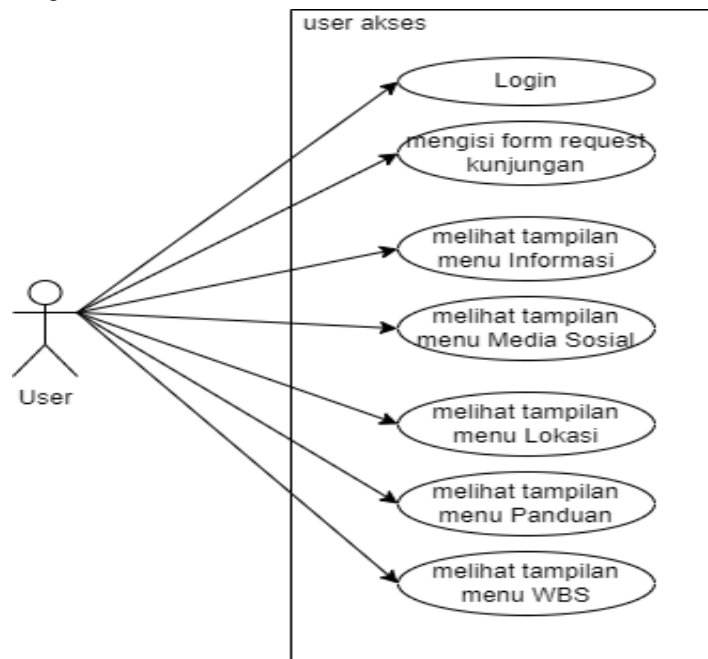 user akses
Login
mengisi form request
kunjungan
melihat tampilan
menu Informasi
melihat tampilan
menu Media Sosial
User
melihat tampilan
menu Lokasi
melihat tampilan
menu Panduan
melihat tampilan
menu WBS